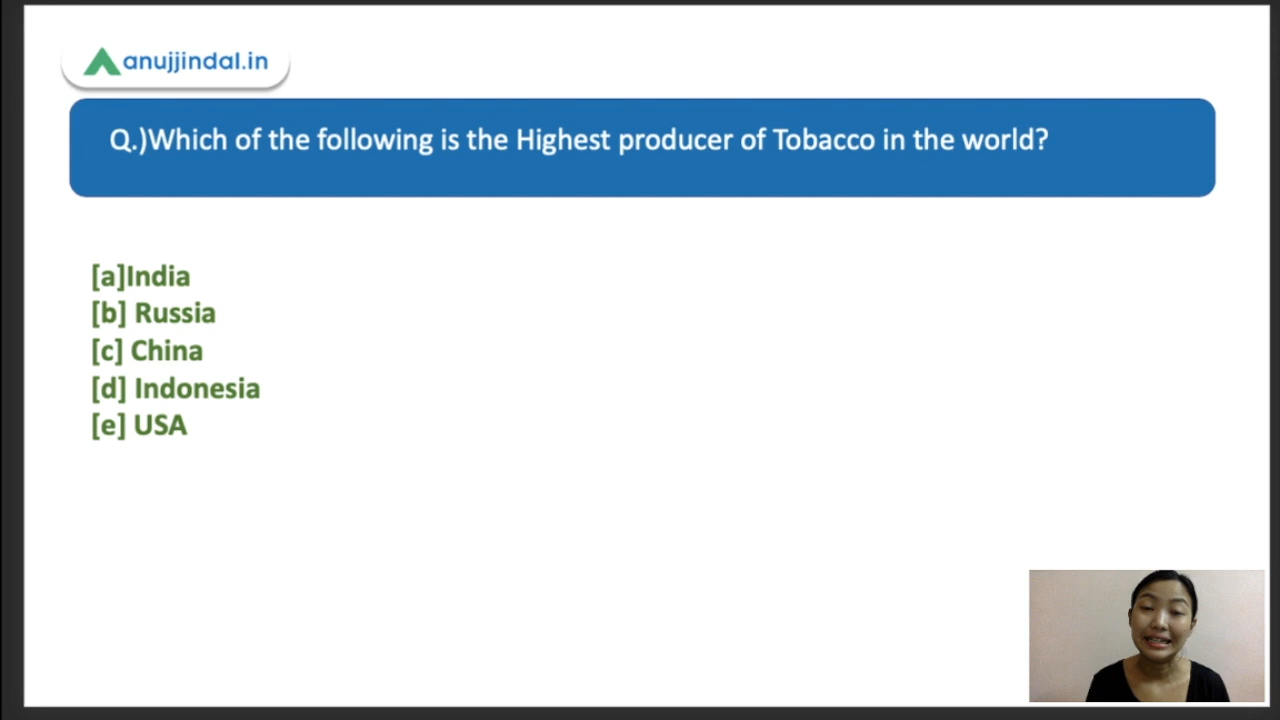 anujjindal.in
Q.)Which of the following is the Highest producer of Tobacco in the world?
[a]India
[b] Russia
[c] China
[d] Indonesia
[e] USA